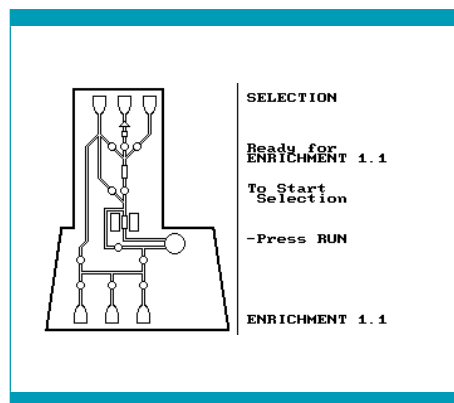 SELECTION
Ready for
ENRICHMENT 1.1
To Start
Selection
-Press RUN
ENRICHMENT 1.1